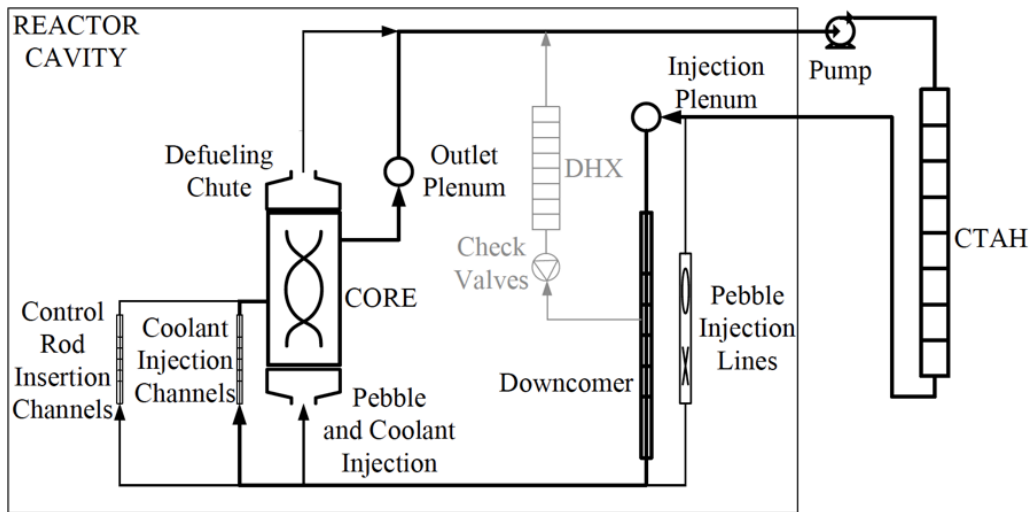 REACTOR
CAVITY
Pump
Injection
Plenum
Defueling
Chute
Outlet
Plenum
DHX
Check
Valves
CTAH
CORE
Control
Rod
Insertion
Channels
Coolant
Injection
Channels
Pebble
and Coolant
Injection
Downcomer
Pebble
Injection
Lines